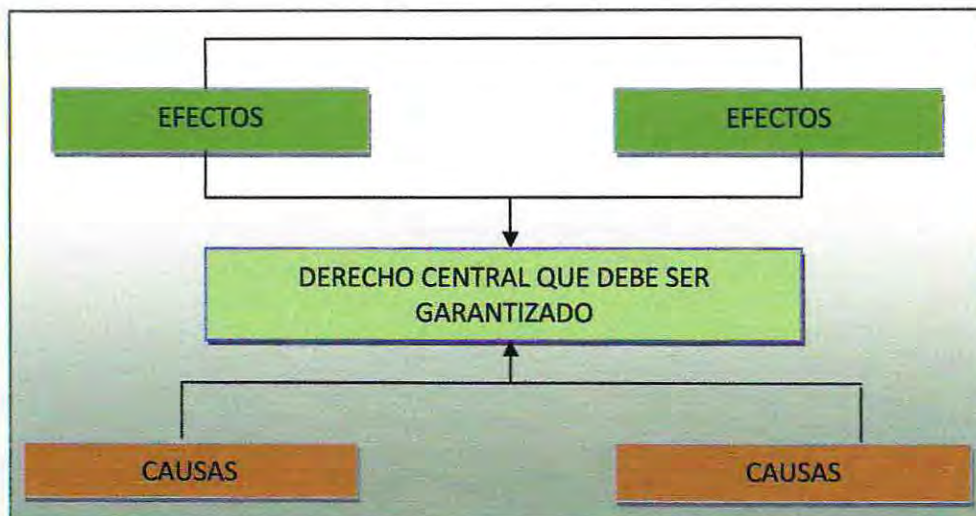 EFECTOS
EFECTOS
DERECHO CENTRAL QUE DEBE SER
GARANTIZADO
CAUSAS
CAUSAS